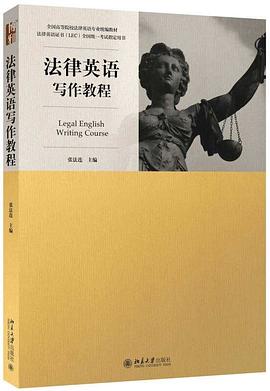 全国高等院校法律英语专业统编教材
法律英语证书(LEC)全国统一考试指定用书
法律英语
写作教程
Legal English
Writing Course
张法连 主编
法律英语写作教程
张法连 主编
北京大学出版社